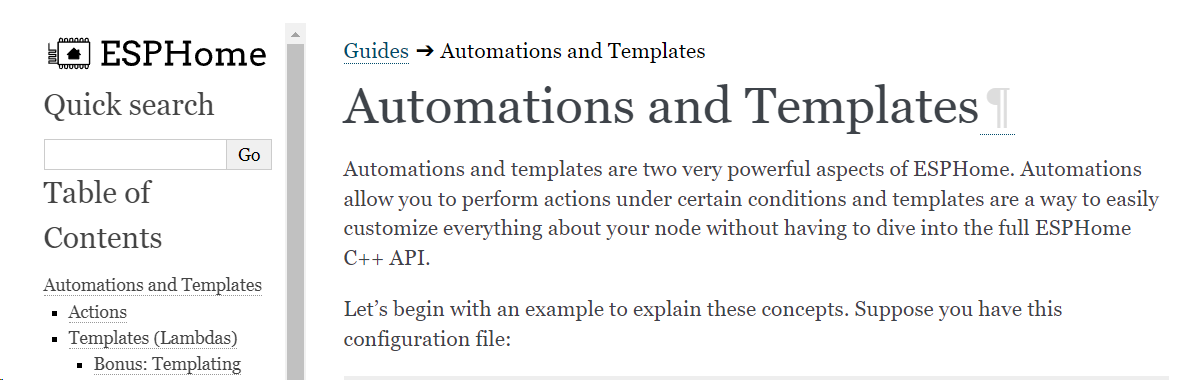 ESPHome
Quick search
Go
Table of
Contents
Automations and Templates
Actions
Templates (Lambdas)
Bonus: Templating
Guides ➔ Automations and Templates
Automations and Templates¶
Automations and templates are two very powerful aspects of ESPHome. Automations
allow you to perform actions under certain conditions and templates are a way to easily
customize everything about your node without having to dive into the full ESPHome
C++ API.
Let’s begin with an example to explain these concepts. Suppose you have this
configuration file: